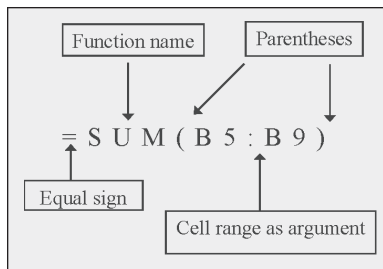 Function name
Parentheses
= S U M ( B 5 : B 9 )
Equal sign
Cell range as argument